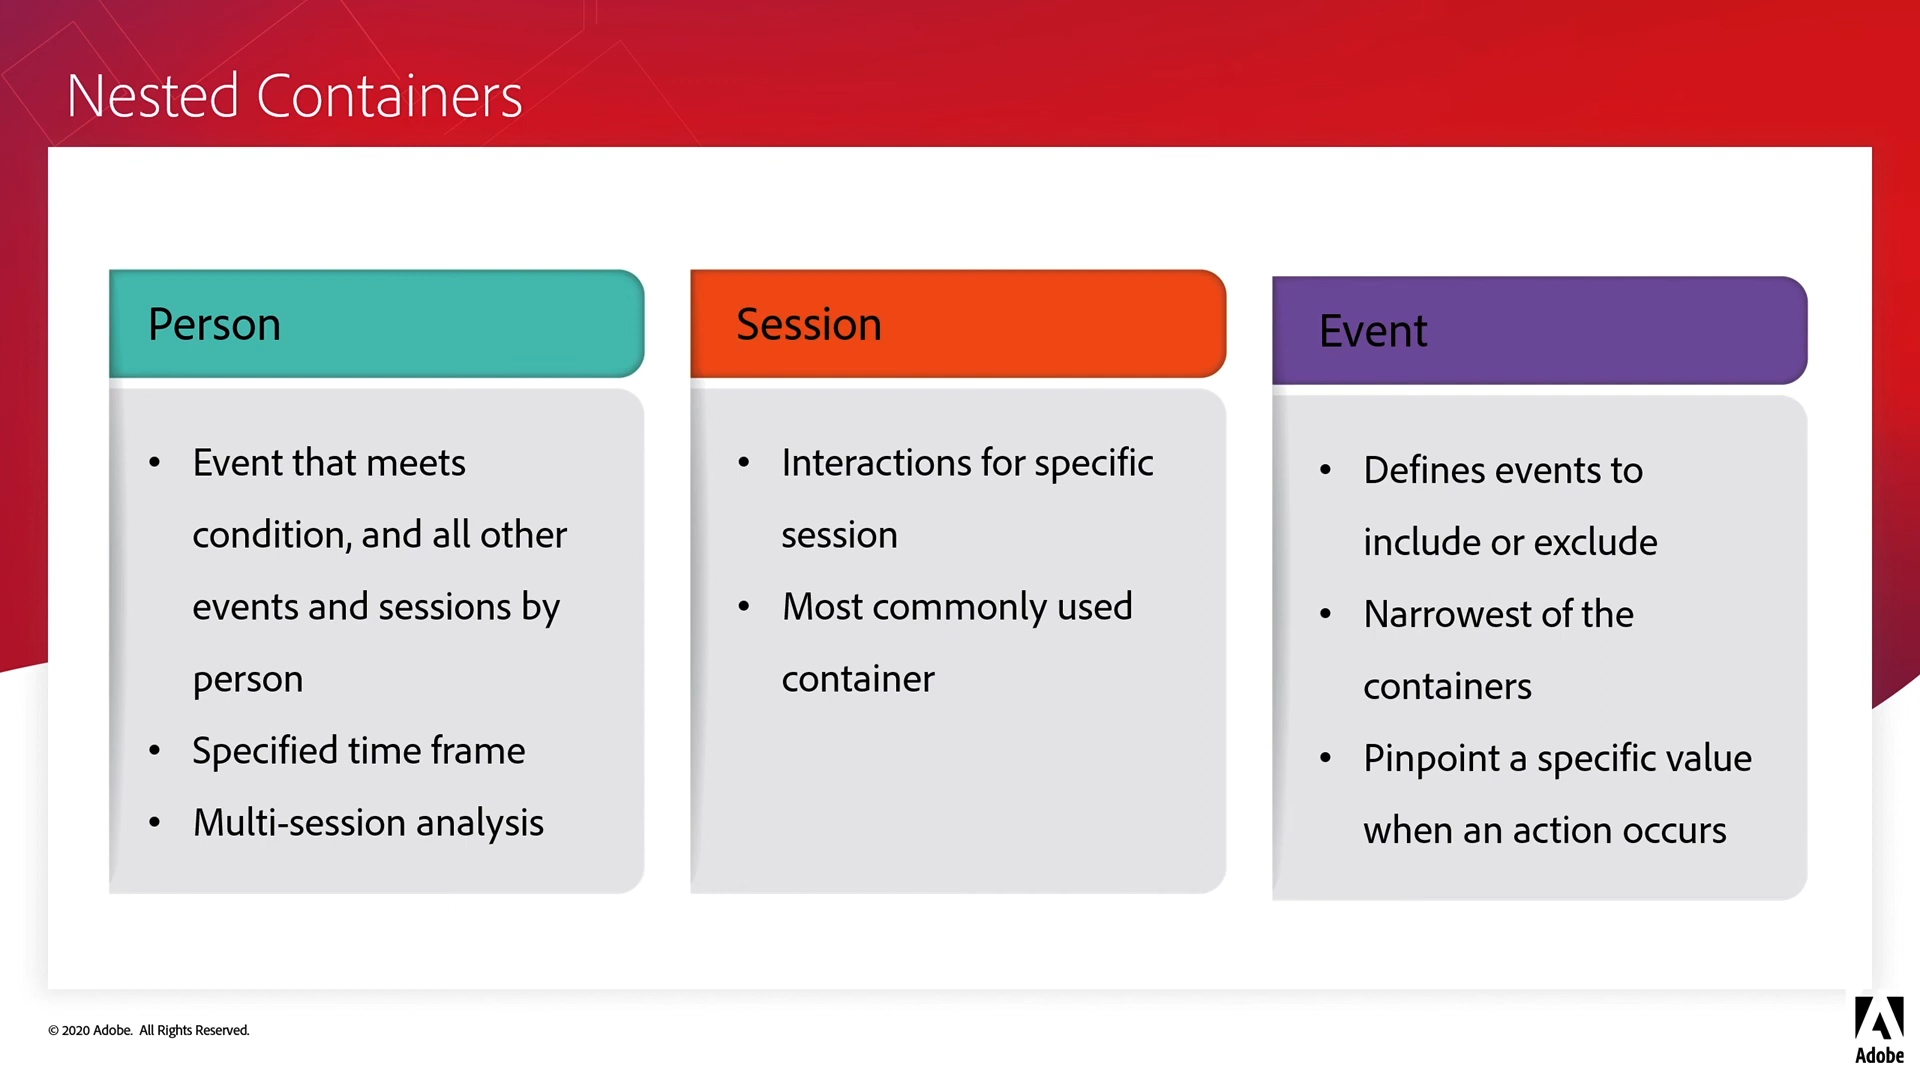 Nested Containers
Person
• Event that meets
condition, and all other
events and sessions by
person
• Specified time frame
• Multi-session analysis
Session
• Interactions for specific
session
• Most commonly used
container
Event
• Defines events to
include or exclude
• Narrowest of the
containers
• Pinpoint a specific value
when an action occurs
© 2020 Adobe. All Rights Reserved.
Adobe